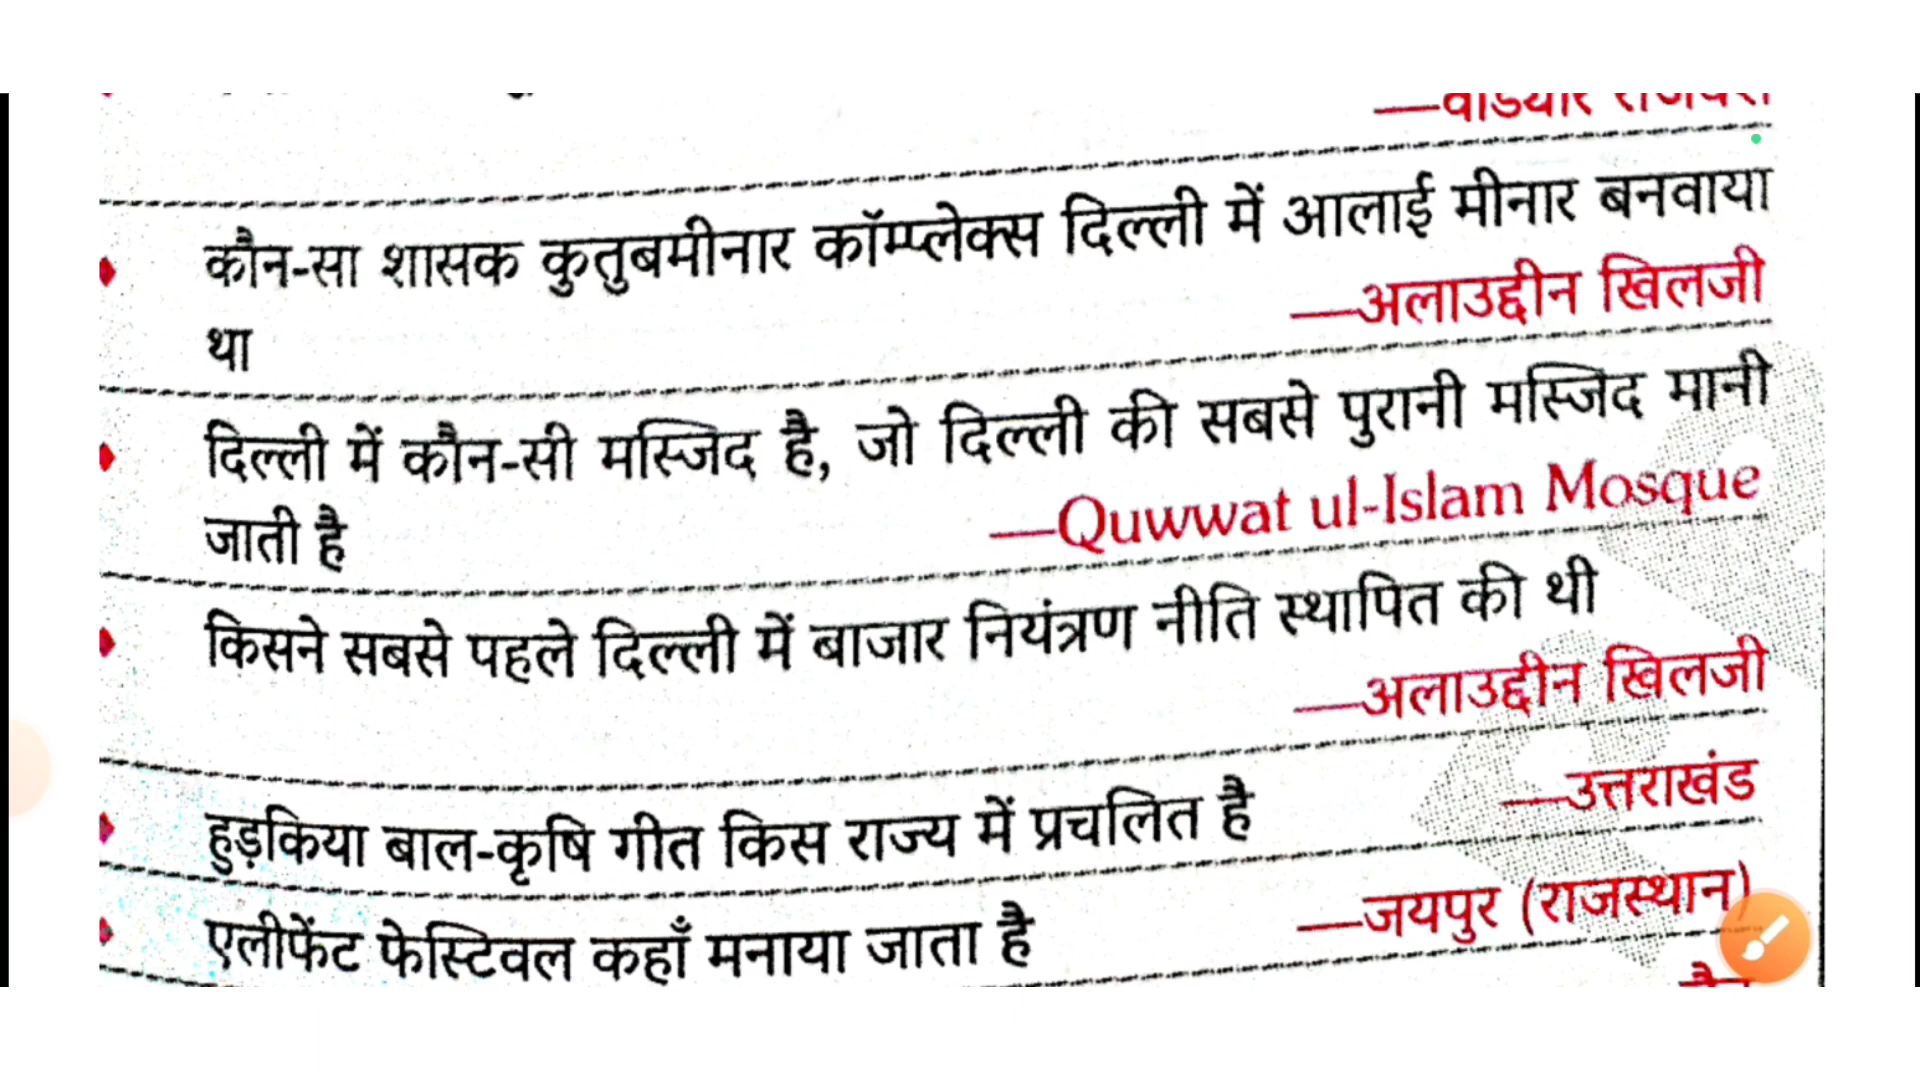 कौन-सा शासक कुतुबमीनार कॉम्प्लेक्स दिल्ली में आलाई मीनार बनवाया
था —अलाउद्दीन खिलजी
दिल्ली में कौन-सी मस्जिद है, जो दिल्ली की सबसे पुरानी मस्जिद मानी
जाती है —Quwwat ul-Islam Mosque
किसने सबसे पहले दिल्ली में बाजार नियंत्रण नीति स्थापित की थी
—अलाउद्दीन खिलजी
हुड़किया बाल-कृषि गीत किस राज्य में प्रचलित है —उत्तराखंड
एलीफेंट फेस्टिवल कहाँ मनाया जाता है —जयपुर (राजस्थान)